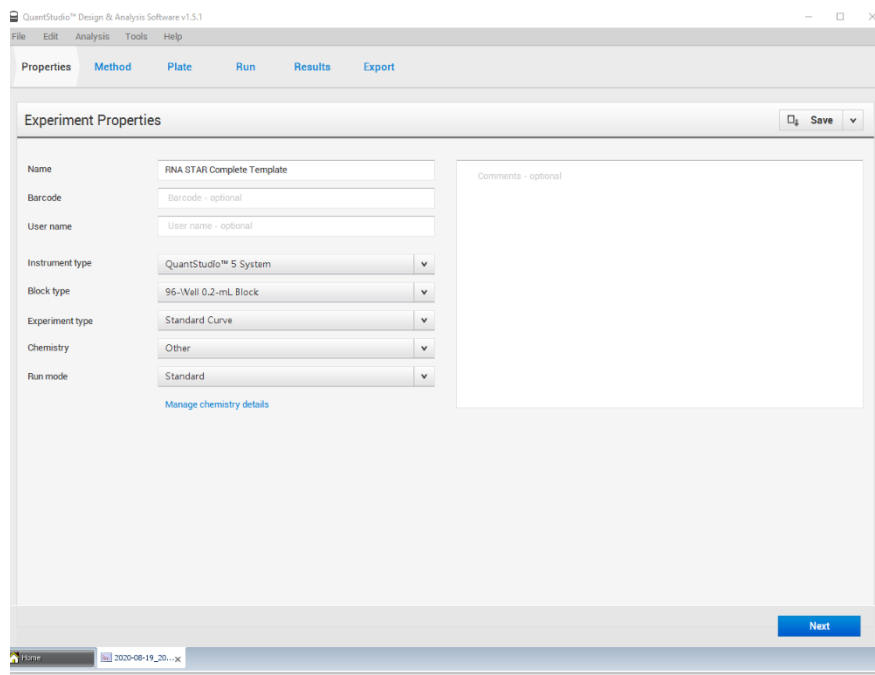 QuantStudio™ Design & Analysis Software v1.5.1
File Edit Analysis Tools Help
Properties Method Plate Run Results Export
Experiment Properties
Save
Name RNA STAR Complete Template
Comments - optional
Barcode Barcode - optional
User name User name - optional
Instrument type QuantStudio™ 5 System
Block type 96-Well 0.2-mL Block
Experiment type Standard Curve
Chemistry Other
Run mode Standard
Manage chemistry details
Next
Home 2020-08-19_20...